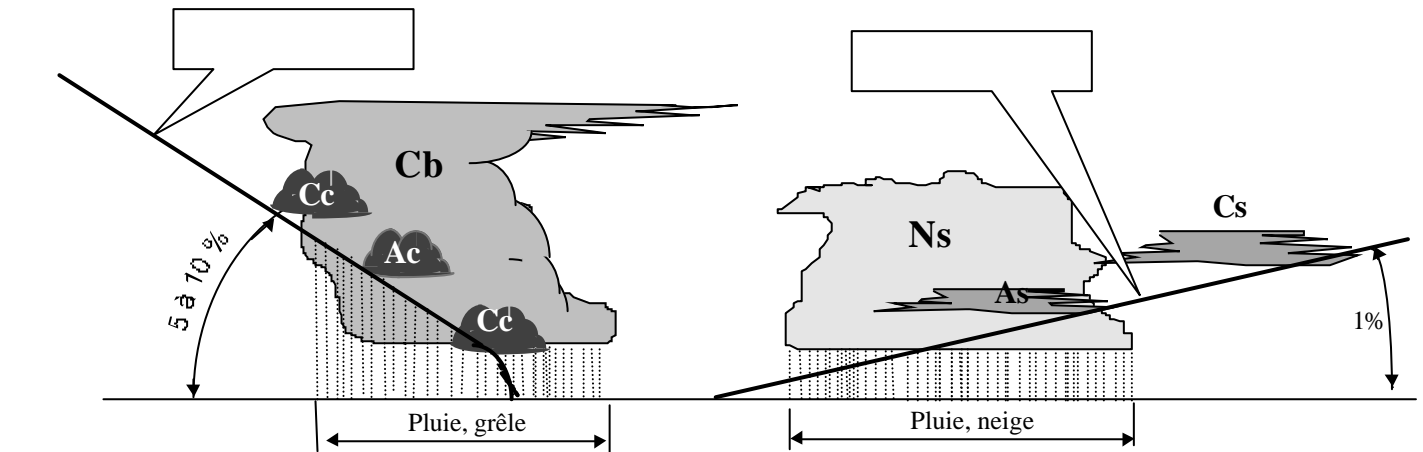 Cb
Cc
Ac
Cc
5 à 10 %
Pluie, grêle
Ns
As
Cs
1%
Pluie, neige